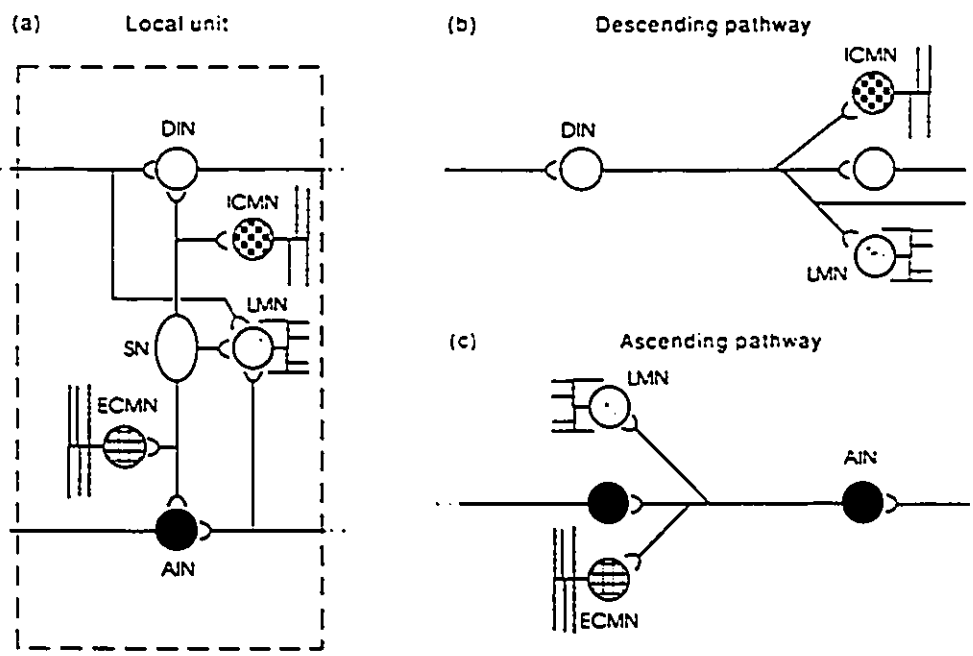 (a) Local unit
DIN
ICMN
LMN
SN
ECMN
AIN
(b) Descending pathway
ICMN
DIN
LMN
(c) Ascending pathway
LMN
AIN
ECMN